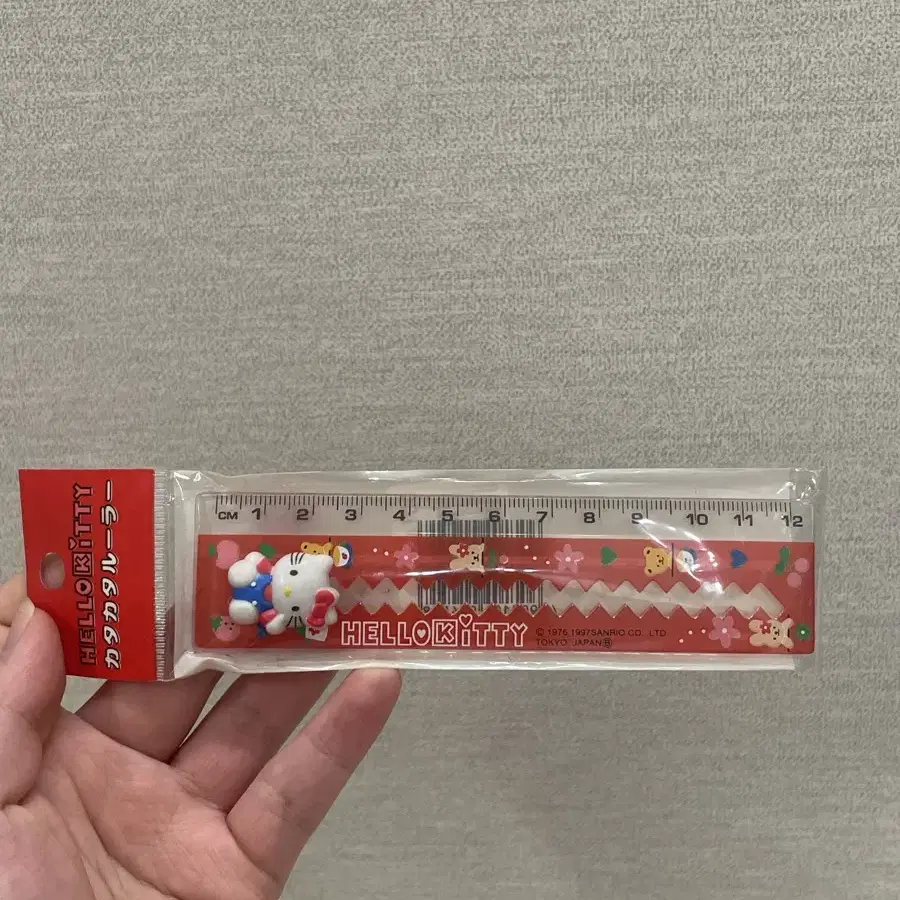 HELLO KITTY
カタカタルーラー
CM 1 2 3 4 5 6 7 8 9 10 11 12
HELLO KITTY
© 1976, 1997 SANRIO CO., LTD.
TOKYO, JAPAN Ⓑ